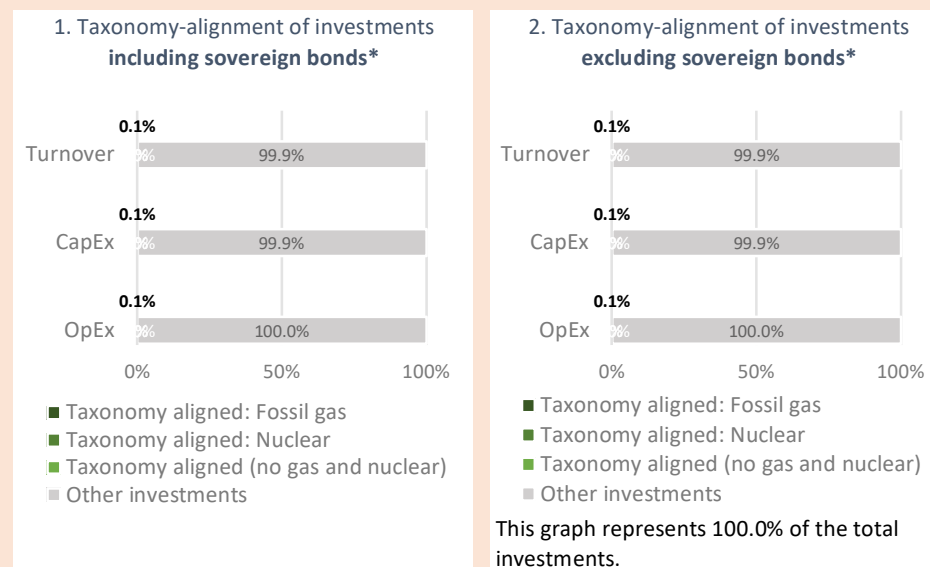 1. Taxonomy-alignment of investments
including sovereign bonds*
0.1%
Turnover
99.9%
0.1%
CapEx
99.9%
0.1%
OpEx
100.0%
0%
50%
100%
Taxonomy aligned: Fossil gas
Taxonomy aligned: Nuclear
Taxonomy aligned (no gas and nuclear)
Other investments
2. Taxonomy-alignment of investments
excluding sovereign bonds*
0.1%
Turnover
99.9%
0.1%
CapEx
99.9%
0.1%
OpEx
100.0%
0%
50%
100%
Taxonomy aligned: Fossil gas
Taxonomy aligned: Nuclear
Taxonomy aligned (no gas and nuclear)
Other investments
This graph represents 100.0% of the total
investments.